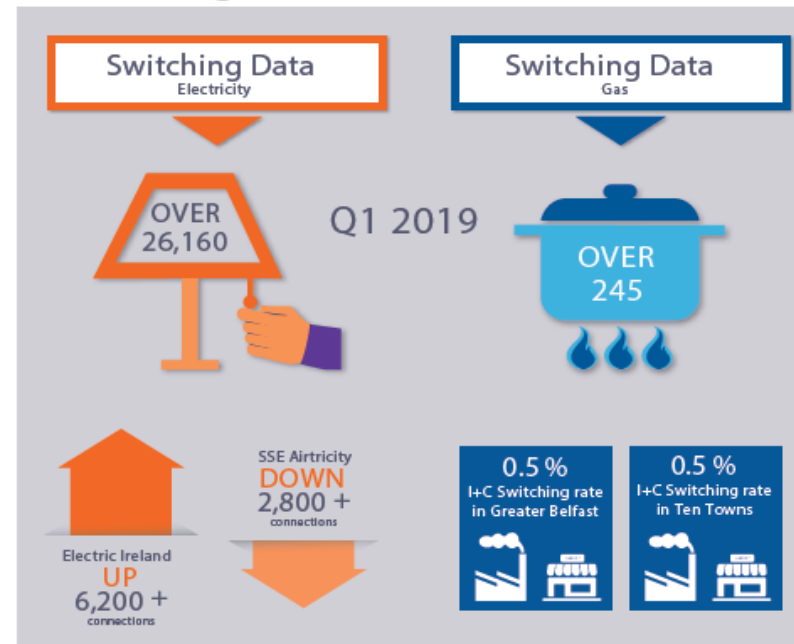 Switching Data
Electricity
Switching Data
Gas
OVER
26,160
Q1 2019
OVER
245
Electric Ireland
UP
6,200 +
connections
SSE Airtricity
DOWN
2,800 +
connections
0.5 %
I+C Switching rate
in Greater Belfast
0.5 %
I+C Switching rate
in Ten Towns